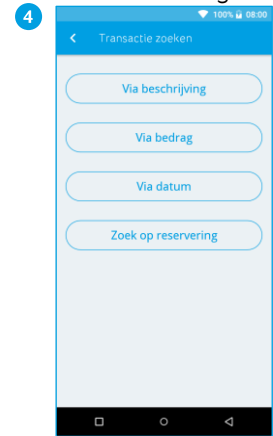 4
100% 08:00
Transactie zoeken
Via beschrijving
Via bedrag
Via datum
Zoek op reservering